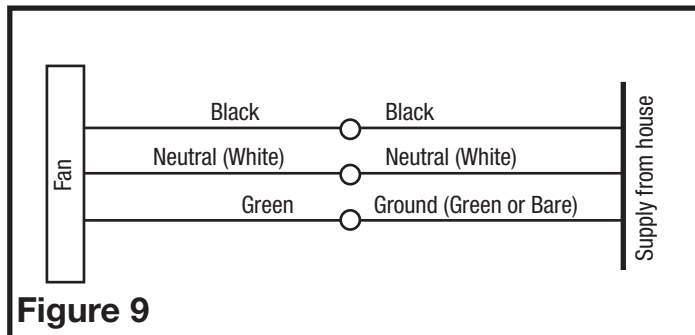 Black Black
Neutral (White) Neutral (White)
Green Ground (Green or Bare)
Fan
Supply from house
Figure 9